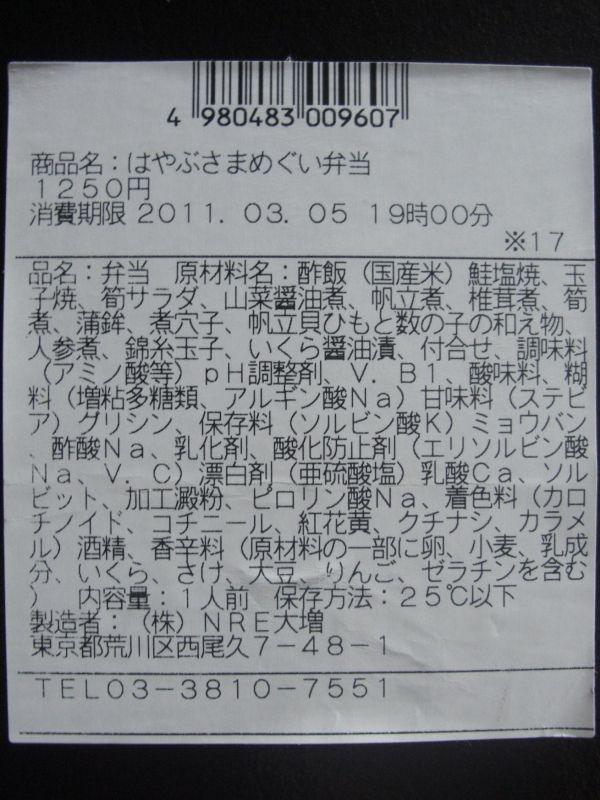 4 980483 009607
商品名：はやぶさまめぐい弁当
１２５０円
消費期限 ２０１１．０３．０５ １９時００分
※１７
品名：弁当　原材料名：酢飯（国産米）鮭塩焼、玉
子焼、筍サラダ、山菜醤油煮、帆立煮、椎茸煮、筍
煮、蒲鉾、煮穴子、帆立貝ひもと数の子の和え物、
人参煮、錦糸玉子、いくら醤油漬、付合せ、調味料
（アミノ酸等）ｐＨ調整剤、Ｖ．Ｂ１、酸味料、糊
料（増粘多糖類、アルギン酸Ｎａ）甘味料（ステビ
ア）グリシン、保存料（ソルビン酸Ｋ）ミョウバン
、酢酸Ｎａ、乳化剤、酸化防止剤（エリソルビン酸
Ｎａ、Ｖ．Ｃ）漂白剤（亜硫酸塩）乳酸Ｃａ、ソル
ビット、加工澱粉、ピロリン酸Ｎａ、着色料（カロ
チノイド、コチニール、紅花黄、クチナシ、カラメ
ル）酒精、香辛料（原材料の一部に卵、小麦、乳成
分、いくら、さけ、大豆、りんご、ゼラチンを含む
）　内容量：１人前　保存方法：２５℃以下
製造者：（株）ＮＲＥ大増
東京都荒川区西尾久７－４８－１
ＴＥＬ０３－３８１０－７５５１